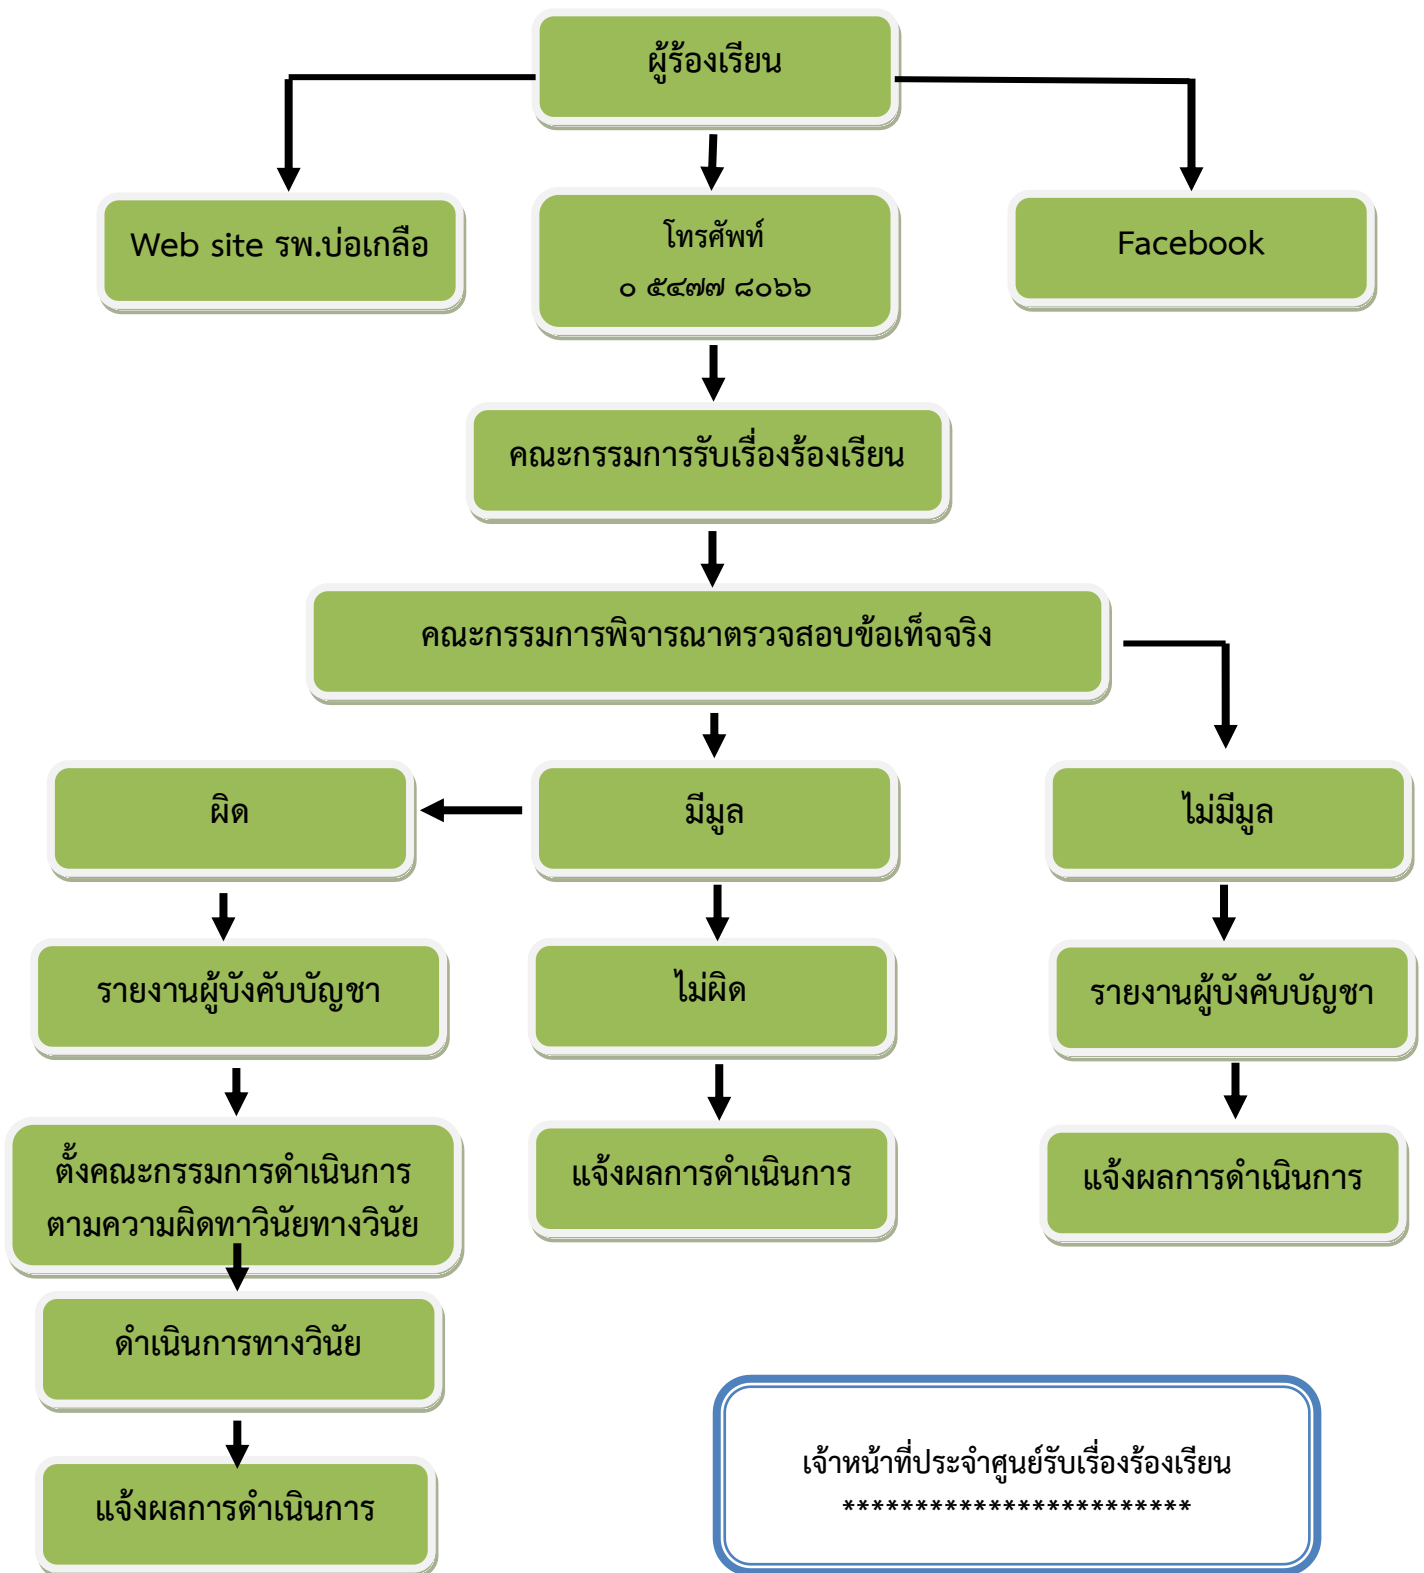 ผู้ร้องเรียน
Web site รพ.บ่อเกลือ
โทรศัพท์
๐ ๕๔๗๗ ๘๐๖๖
Facebook
คณะกรรมการรับเรื่องร้องเรียน
คณะกรรมการพิจารณาตรวจสอบข้อเท็จจริง
ผิด
มีมูล
ไม่มีมูล
รายงานผู้บังคับบัญชา
ไม่ผิด
รายงานผู้บังคับบัญชา
ตั้งคณะกรรมการดำเนินการ
ตามความผิดทาวินัยทางวินัย
แจ้งผลการดำเนินการ
แจ้งผลการดำเนินการ
ดำเนินการทางวินัย
แจ้งผลการดำเนินการ
เจ้าหน้าที่ประจำศูนย์รับเรื่องร้องเรียน
************************